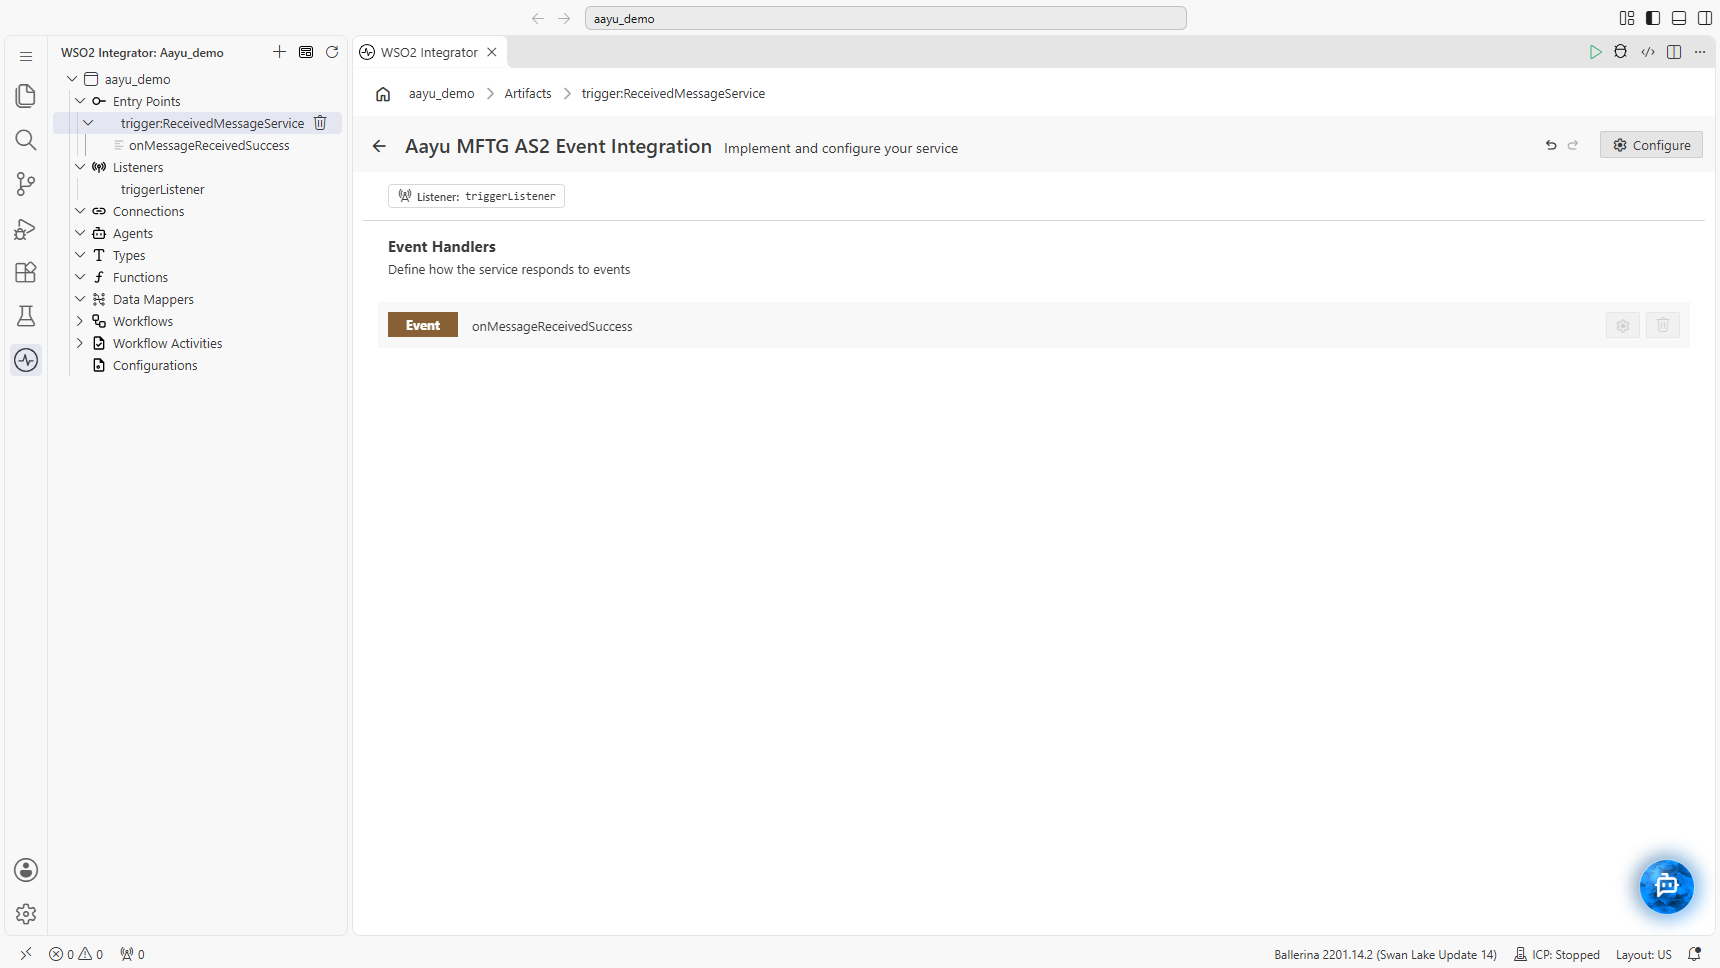 aayu_demo
WSO2 Integrator: Aayu_demo
aayu_demo
Entry Points
trigger:ReceivedMessageService
onMessageReceivedSuccess
Listeners
triggerListener
Connections
Agents
Types
Functions
Data Mappers
Workflows
Workflow Activities
Configurations
WSO2 Integrator
aayu_demo Artifacts trigger:ReceivedMessageService
Aayu MFTG AS2 Event Integration Implement and configure your service
Configure
Listener: triggerListener
Event Handlers
Define how the service responds to events
Event onMessageReceivedSuccess
0 0 0
Ballerina 2201.14.2 (Swan Lake Update 14) ICP: Stopped Layout: US